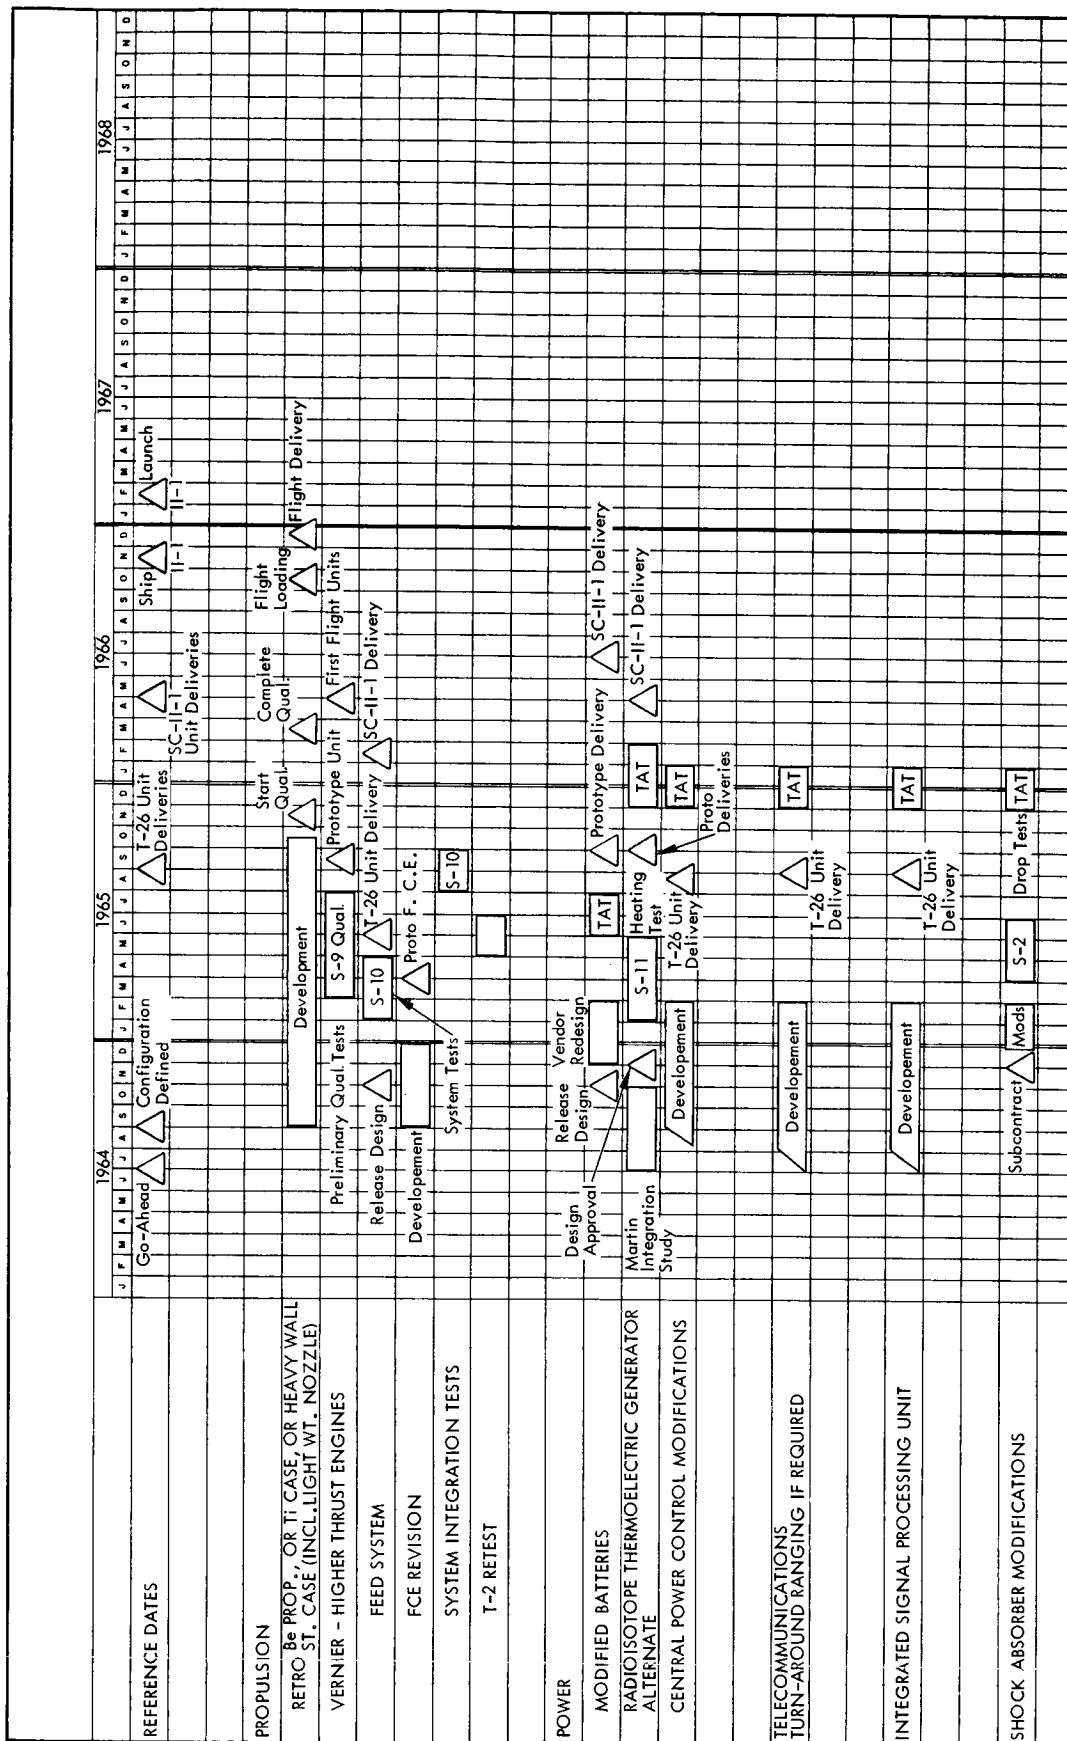 1964 1965 1966 1967 1968
J F M A M J J A S O N D J F M A M J J A S O N D J F M A M J J A S O N D J F M A M J J A S O N D J F M A M J J A S O N D
REFERENCE DATES
Go-Ahead
Configuration
Defined
T-26 Unit
Deliveries
SC-II-1
Unit Deliveries
Ship
II-1
Launch
II-1
PROPULSION
RETRO Be PROP., OR Ti CASE, OR HEAVY WALL
ST. CASE (INCL. LIGHT WT. NOZZLE)
Development
Start
Qual.
Complete
Qual.
Flight
Loading
Flight Delivery
VERNIER - HIGHER THRUST ENGINES
Preliminary Qual. Tests
S-9 Qual.
Prototype Unit
First Flight Units
FEED SYSTEM
Release Design
S-10
T-26 Unit Delivery
SC-II-1 Delivery
FCE REVISION
Developement
Proto F. C. E.
SYSTEM INTEGRATION TESTS
System Tests
S-10
T-2 RETEST
POWER
MODIFIED BATTERIES
Release
Design
Vendor
Redesign
TAT
Prototype Delivery
SC-II-1 Delivery
RADIOISOTOPE THERMOELECTRIC GENERATOR
ALTERNATE
Martin
Integration
Study
Design
Approval
S-11
Heating
Test
TAT
SC-II-1 Delivery
Proto
Deliveries
CENTRAL POWER CONTROL MODIFICATIONS
Developement
T-26 Unit
Delivery
TAT
TELECOMMUNICATIONS
TURN-AROUND RANGING IF REQUIRED
Developement
T-26 Unit
Delivery
TAT
INTEGRATED SIGNAL PROCESSING UNIT
Developement
T-26 Unit
Delivery
TAT
SHOCK ABSORBER MODIFICATIONS
Subcontract
Mods
S-2
Drop Tests
TAT